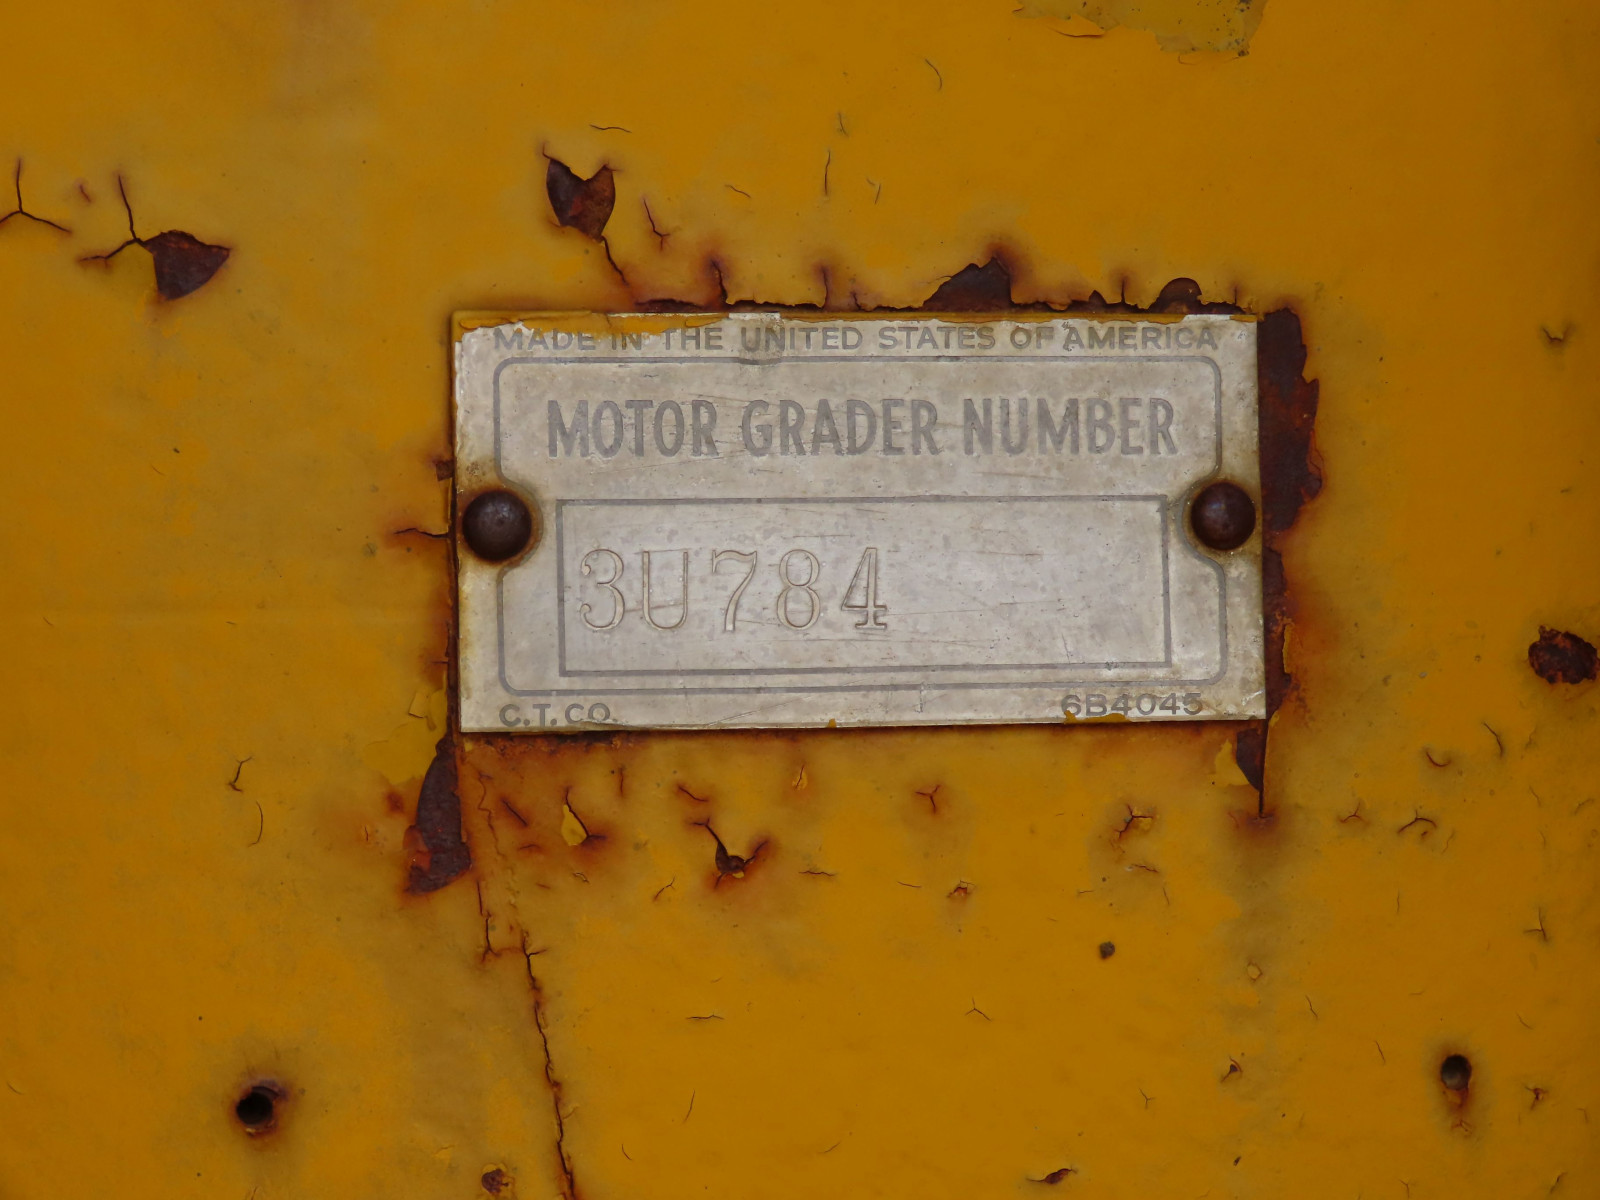 MADE IN THE UNITED STATES OF AMERICA
MOTOR GRADER NUMBER
3U784
C.T.CO. 6B4045